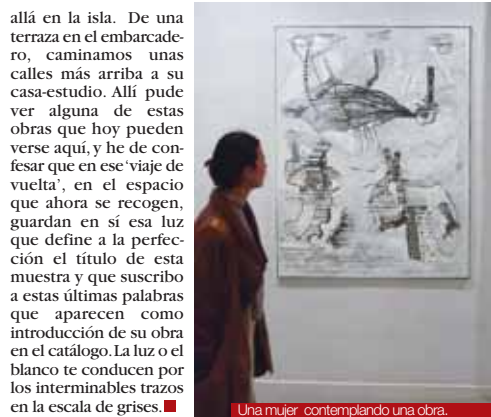 allá en la isla. De una
terraza en el embarcade-
ro, caminamos unas
calles más arriba a su
casa-estudio. Allí pude
ver alguna de estas
obras que hoy pueden
verse aquí, y he de con-
fesar que en ese ‘viaje de
vuelta’, en el espacio
que ahora se recogen,
guardan en sí esa luz
que define a la perfec-
ción el título de esta
muestra y que suscribo
a estas últimas palabras
que aparecen como
introducción de su obra
en el catálogo. La luz o el
blanco te conducen por
los interminables trazos
en la escala de grises.
Una mujer contemplando una obra.